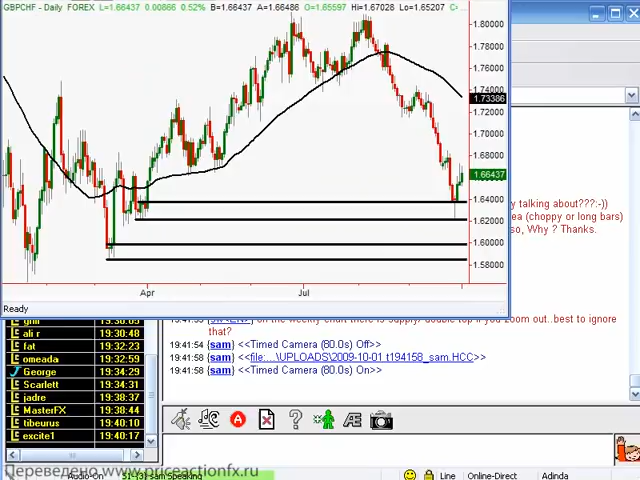 GBPCHF - Daily FOREX L=1.66437 0.00866 0.52% B=1.66437 A=1.66486 O=1.65597 Hi=1.67028 Lo=1.65207
1.80000
1.78000
1.76000
1.74000
1.73386
1.72000
1.70000
1.68000
1.66437
1.64000
1.62000
1.60000
1.58000
Apr
Jul
Ready
y talking about???:-))
ea (choppy or long bars)
so, Why ? Thanks.
on the weekly chart there is supply/ double top if you zoom out..best to ignore
that?
19:41:54 {sam} <<Timed Camera (80.0s) Off>>
19:41:58 {sam} <<file:...\UPLOADS\2009-10-01_t194158_sam.HCC>>
19:41:58 {sam} <<Timed Camera (80.0s) On>>
ali r 19:30:48
fat 19:32:59
omeada 19:32:59
George 19:34:29
Scarlett 19:34:31
jadre 19:38:37
MasterFX 19:38:44
tibeurus 19:40:10
excite1 19:40:17
Переведено www.priceactionfx.ru
Audio-On
S1-(3) sam Speaking
Line
Online-Direct
Adinda